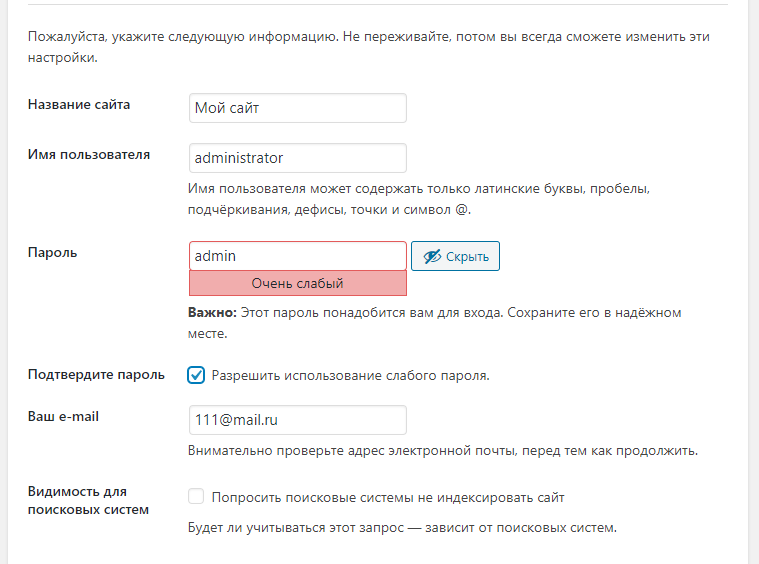 Пожалуйста, укажите следующую информацию. Не переживайте, потом вы всегда сможете изменить эти
настройки.
Название сайта
Мой сайт
Имя пользователя
administrator
Имя пользователя может содержать только латинские буквы, пробелы,
подчёркивания, дефисы, точки и символ @.
Пароль
admin
Скрыть
Очень слабый
Важно: Этот пароль понадобится вам для входа. Сохраните его в надёжном
месте.
Подтвердите пароль
Разрешить использование слабого пароля.
Ваш e-mail
111@mail.ru
Внимательно проверьте адрес электронной почты, перед тем как продолжить.
Видимость для
поисковых систем
Попросить поисковые системы не индексировать сайт
Будет ли учитываться этот запрос — зависит от поисковых систем.